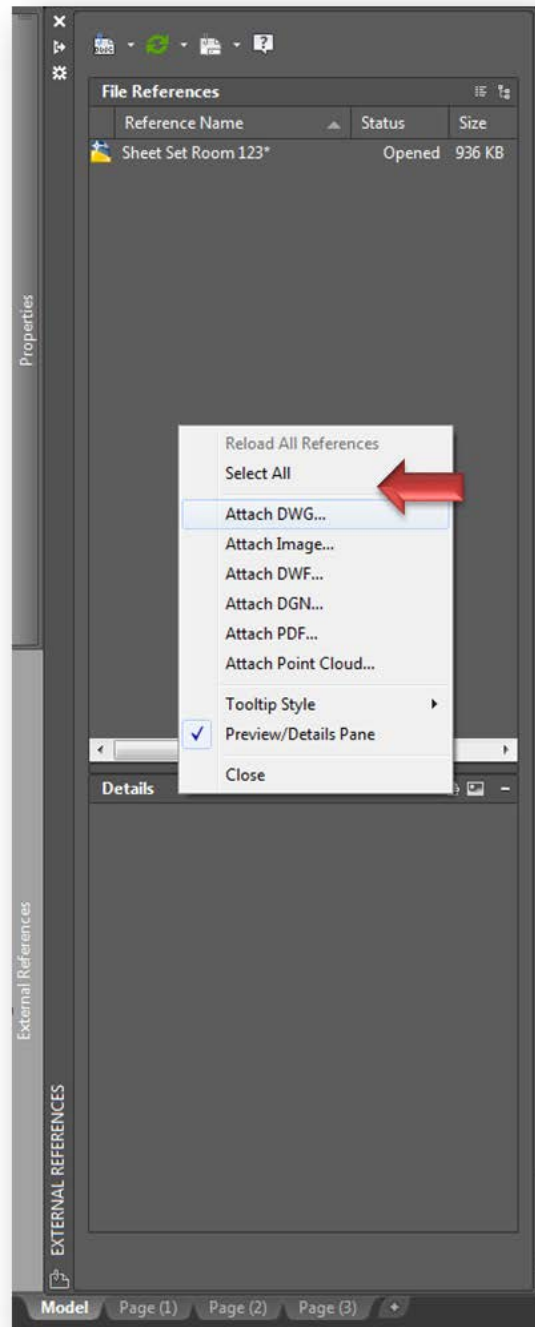 DWG
File References
Reference Name Status Size
Sheet Set Room 123* Opened 936 KB
Properties
Reload All References
Select All
Attach DWG...
Attach Image...
Attach DWF...
Attach DGN...
Attach PDF...
Attach Point Cloud...
Tooltip Style
Preview/Details Pane
Close
Details
External References
EXTERNAL REFERENCES
Model Page (1) Page (2) Page (3) +